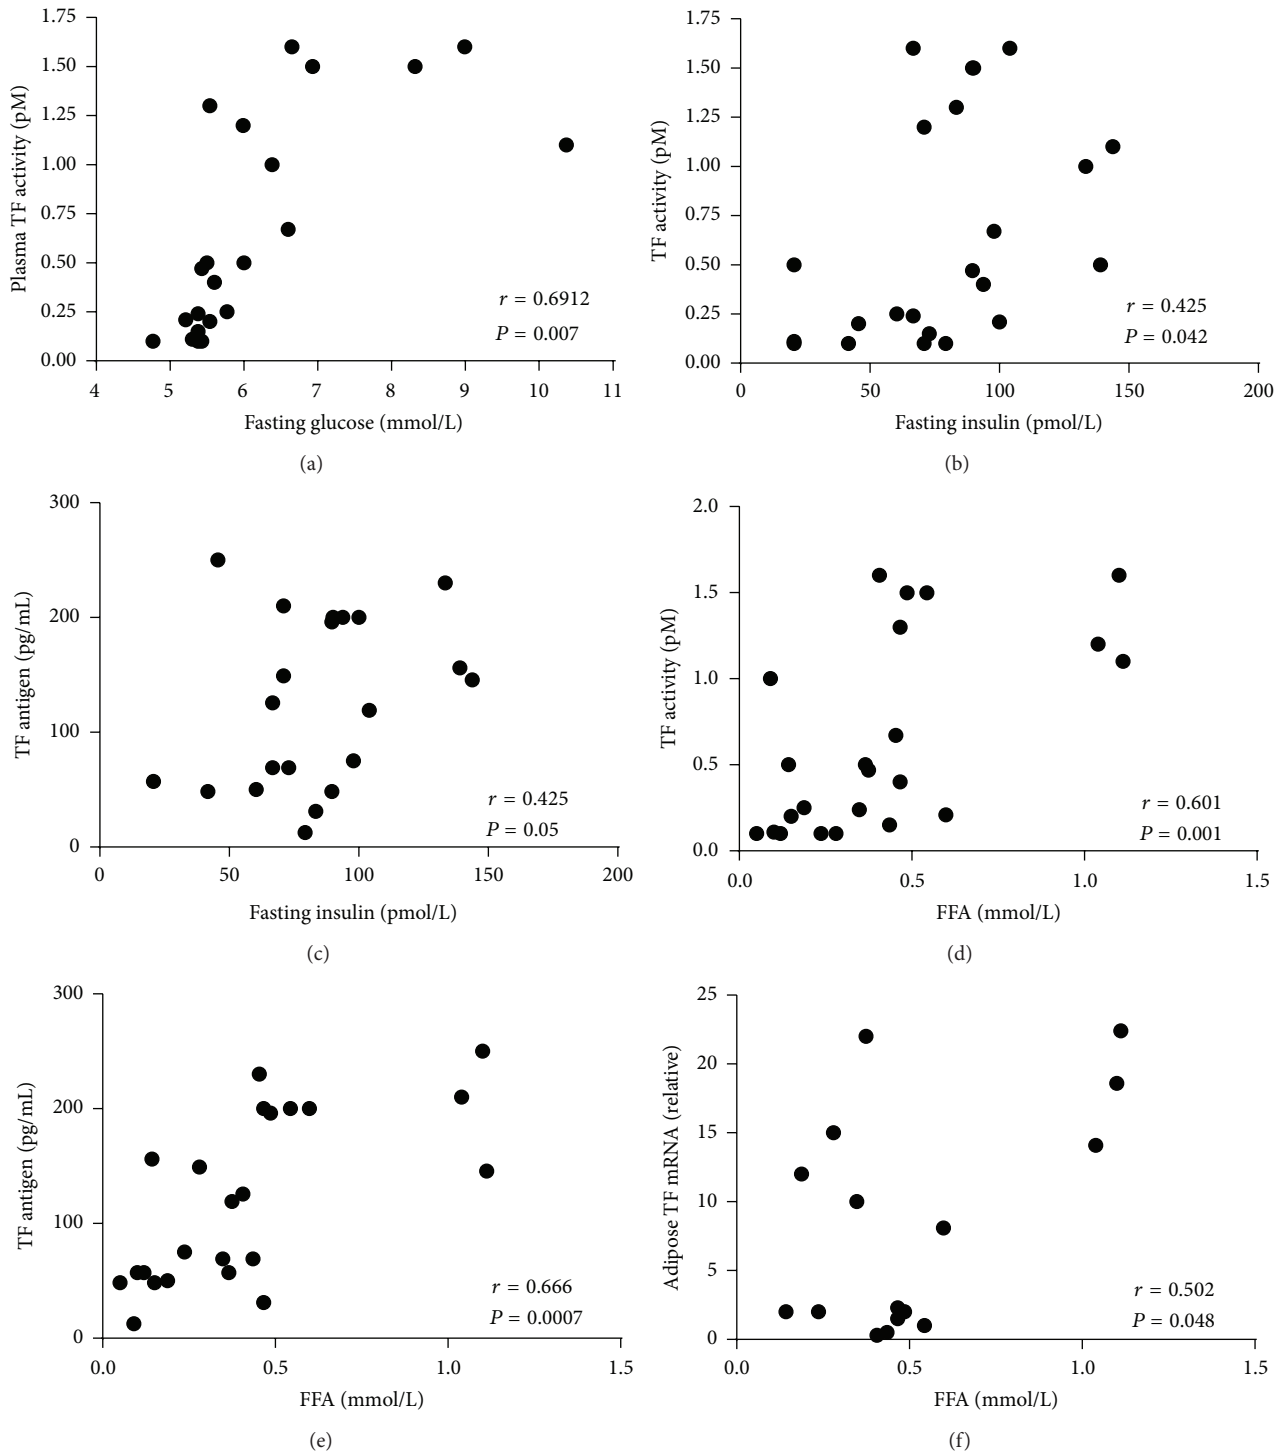 1.75
1.50
1.25
1.00
0.75
0.50
0.25
0.00
Plasma TF activity (pM)
r = 0.6912
P = 0.007
4 5 6 7 8 9 10 11
Fasting glucose (mmol/L)
(a)
1.75
1.50
1.25
1.00
0.75
0.50
0.25
0.00
TF activity (pM)
r = 0.425
P = 0.042
0 50 100 150 200
Fasting insulin (pmol/L)
(b)
300
200
100
0
TF antigen (pg/mL)
r = 0.425
P = 0.05
0 50 100 150 200
Fasting insulin (pmol/L)
(c)
2.0
1.5
1.0
0.5
0.0
TF activity (pM)
r = 0.601
P = 0.001
0.0 0.5 1.0 1.5
FFA (mmol/L)
(d)
300
200
100
0
TF antigen (pg/mL)
r = 0.666
P = 0.0007
0.0 0.5 1.0 1.5
FFA (mmol/L)
(e)
25
20
15
10
5
0
Adipose TF mRNA (relative)
r = 0.502
P = 0.048
0.0 0.5 1.0 1.5
FFA (mmol/L)
(f)